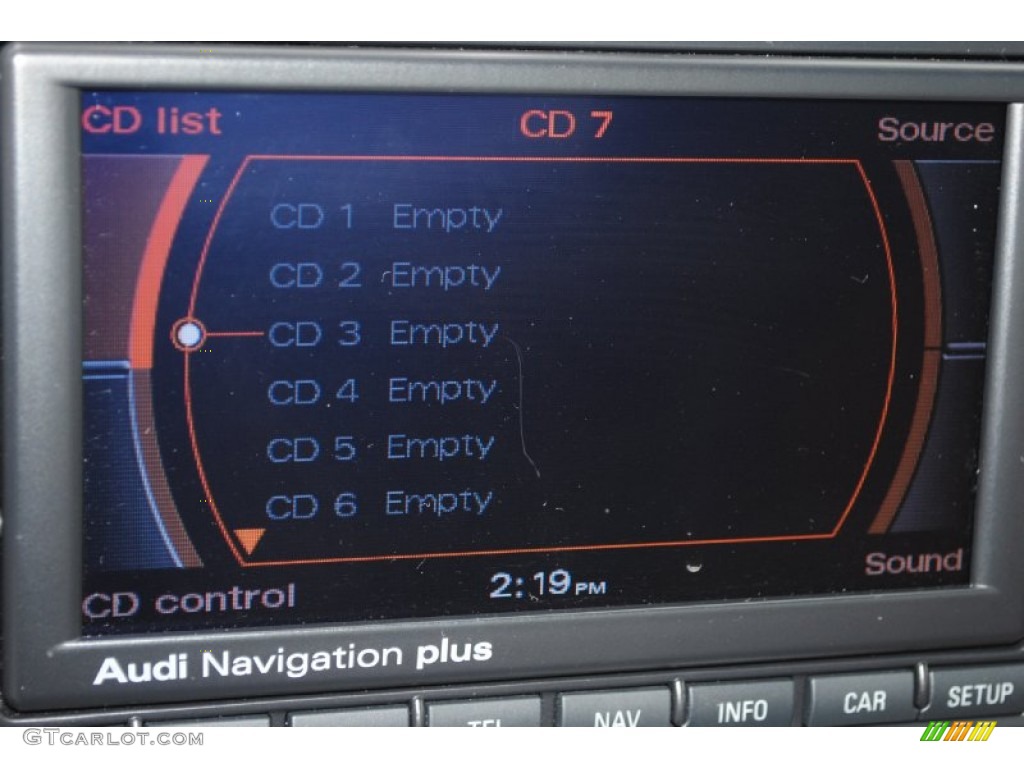 CD list CD 7 Source
CD 1 Empty
CD 2 Empty
CD 3 Empty
CD 4 Empty
CD 5 Empty
CD 6 Empty
CD control 2:19 PM Sound
Audi Navigation plus
TEL NAV INFO CAR SETUP
GTCARLOT.COM